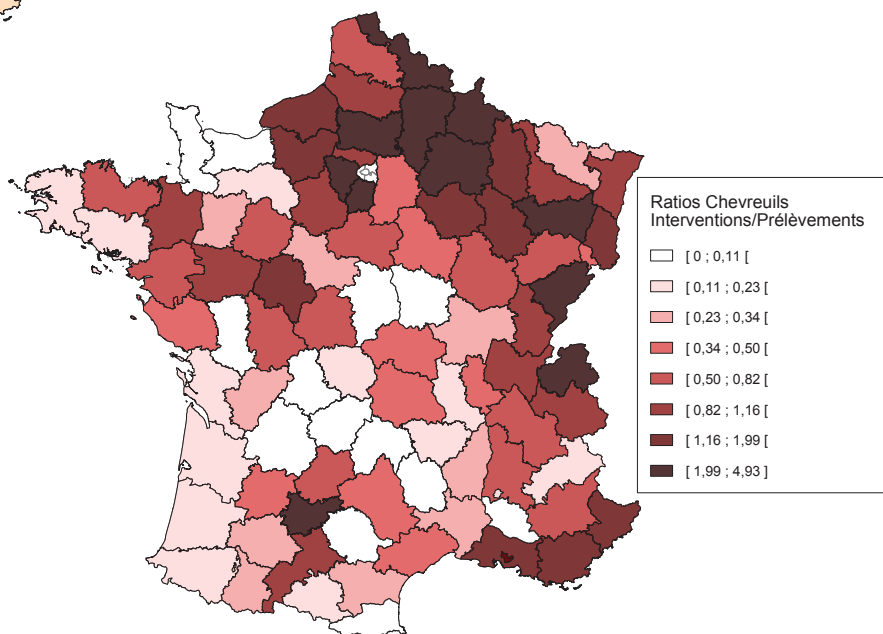 Ratios Chevreuils
Interventions/Prélèvements
[ 0 ; 0,11 [
[ 0,11 ; 0,23 [
[ 0,23 ; 0,34 [
[ 0,34 ; 0,50 [
[ 0,50 ; 0,82 [
[ 0,82 ; 1,16 [
[ 1,16 ; 1,99 [
[ 1,99 ; 4,93 ]